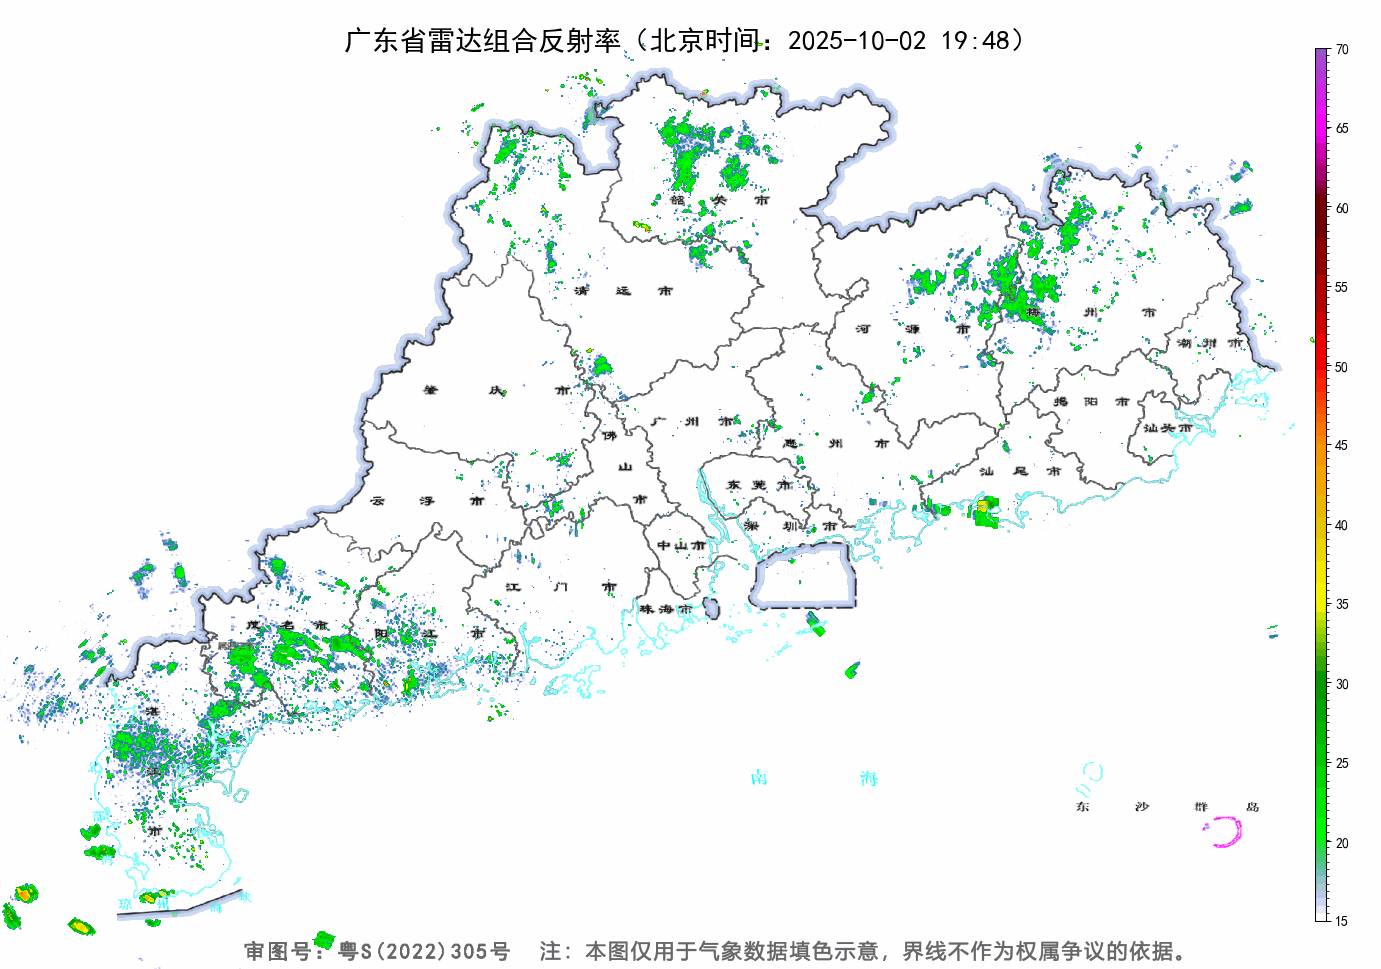 广东省雷达组合反射率（北京时间：2025-10-02 19:48）
70
65
60
55
50
45
40
35
30
25
20
15
韶关市
清远市
河源市
梅州市
潮州市
肇庆市
广州市
揭阳市
汕头市
佛山市
惠州市
汕尾市
云浮市
东莞市
深圳市
中山市
江门市
珠海市
茂名市
阳江市
湛江市
南海
东沙群岛
琼州海峡
审图号：粤S(2022)305号 注：本图仅用于气象数据填色示意，界线不作为权属争议的依据。